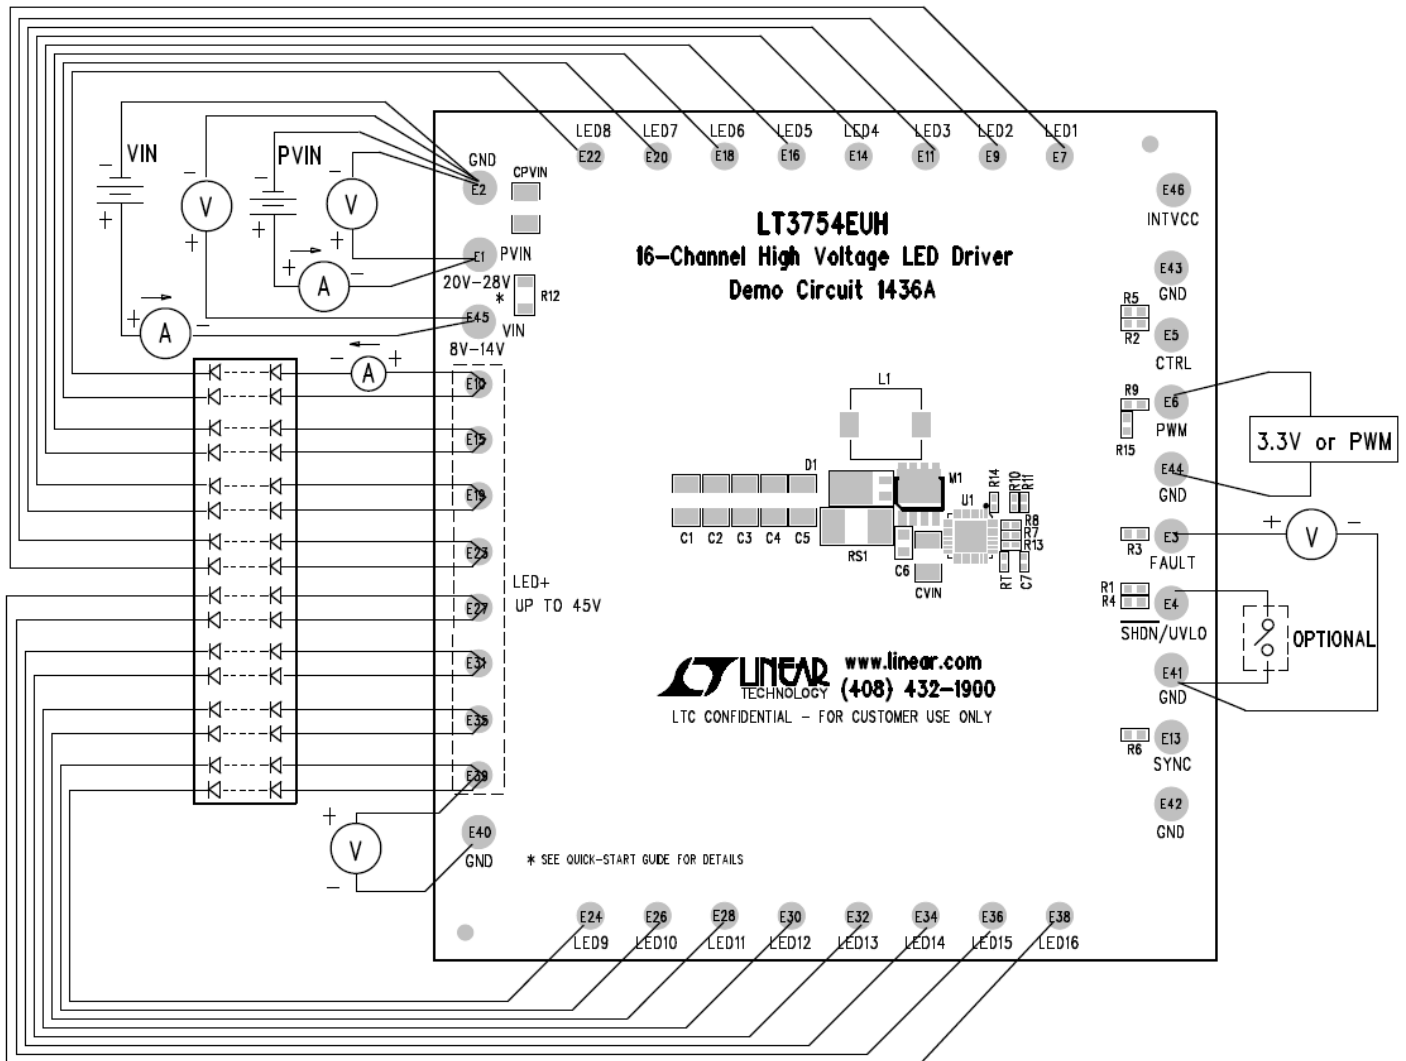 LED8 LED7 LED6 LED5 LED4 LED3 LED2 LED1
E22 E20 E18 E16 E14 E11 E9 E7
- VIN +
- V +
- PVIN +
- V +
GND
E2
CPVIN
E1 PVIN
20V-28V
*
R12
E45 VIN
8V-14V
+ A -
+ A -
- A +
LT3754EUH
16-Channel High Voltage LED Driver
Demo Circuit 1436A
E46
INTVCC
E43
GND
R5
R2
E5
CTRL
R9
E6
PWM
R15
E44
GND
3.3V or PWM
E10
E15
E19
E23
E27
E31
E35
E39
LED+
UP TO 45V
L1
D1
M1
C1 C2 C3 C4 C5
RS1
C6
CVIN
U1
R14
R10
R11
R8
R7
R13
RT
C7
R3
E3
FAULT
+ V -
R1
R4
E4
SHDN/UVLO
OPTIONAL
E41
GND
R6
E13
SYNC
E42
GND
LINEAR
TECHNOLOGY
www.linear.com
(408) 432-1900
LTC CONFIDENTIAL - FOR CUSTOMER USE ONLY
+ V -
E40
GND
* SEE QUICK-START GUIDE FOR DETAILS
E24 E26 E28 E30 E32 E34 E36 E38
LED9 LED10 LED11 LED12 LED13 LED14 LED15 LED16